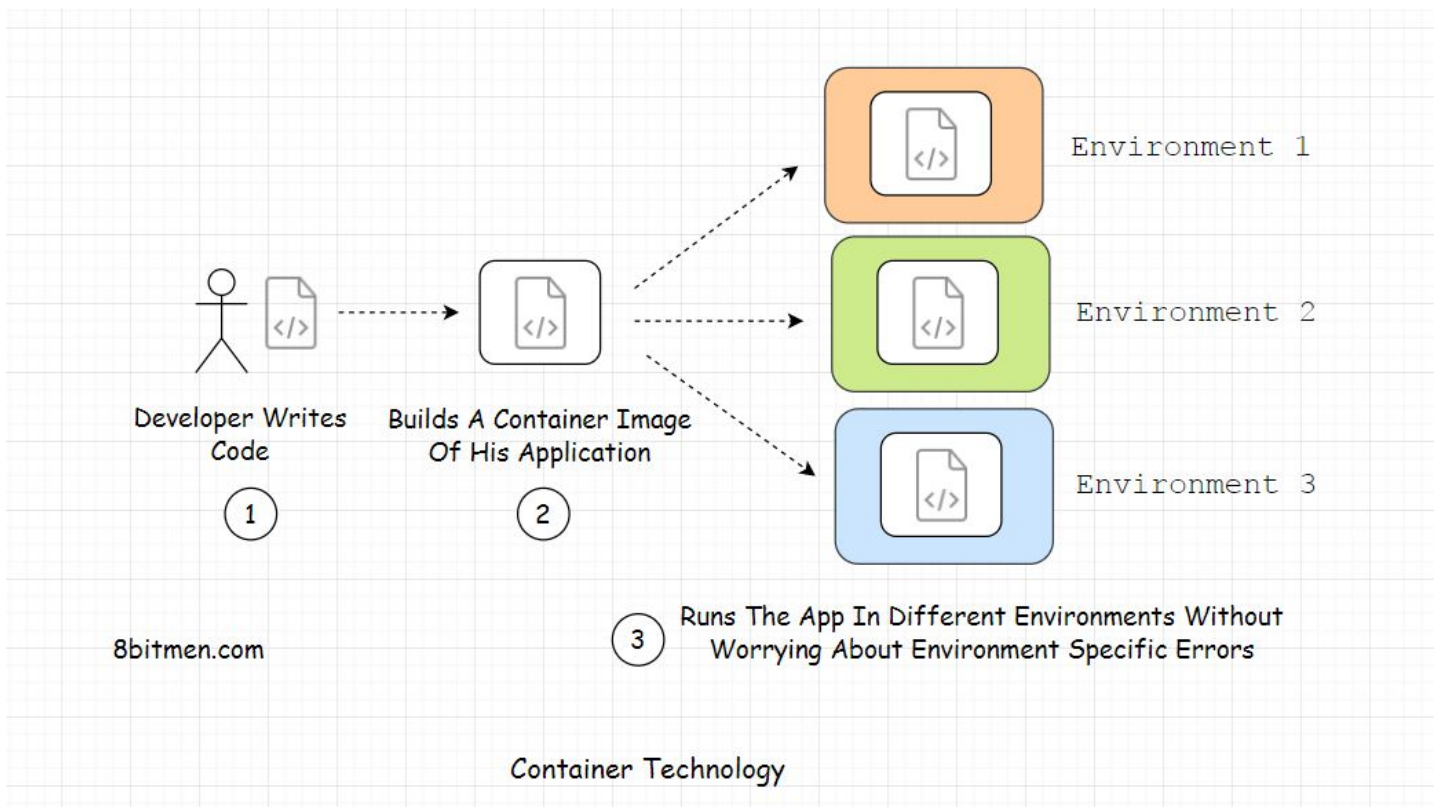 Environment 1
</>
</>
Environment 2
</>
</>
</>
Developer Writes
Code
1
Builds A Container Image
Of His Application
2
Environment 3
</>
3
Runs The App In Different Environments Without
Worrying About Environment Specific Errors
8bitmen.com
Container Technology